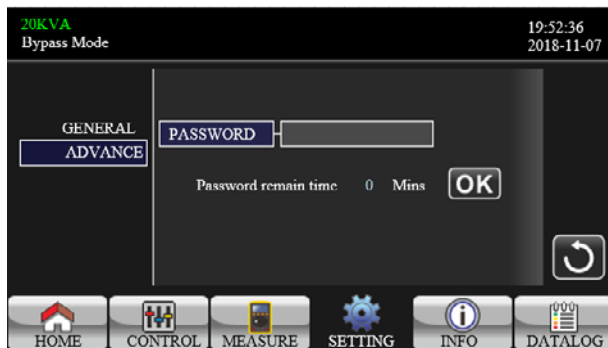 20KVA
Bypass Mode
19:52:36
2018-11-07
GENERAL
ADVANCE
PASSWORD
Password remain time 0 Mins
OK
HOME
CONTROL
MEASURE
SETTING
INFO
DATALOG